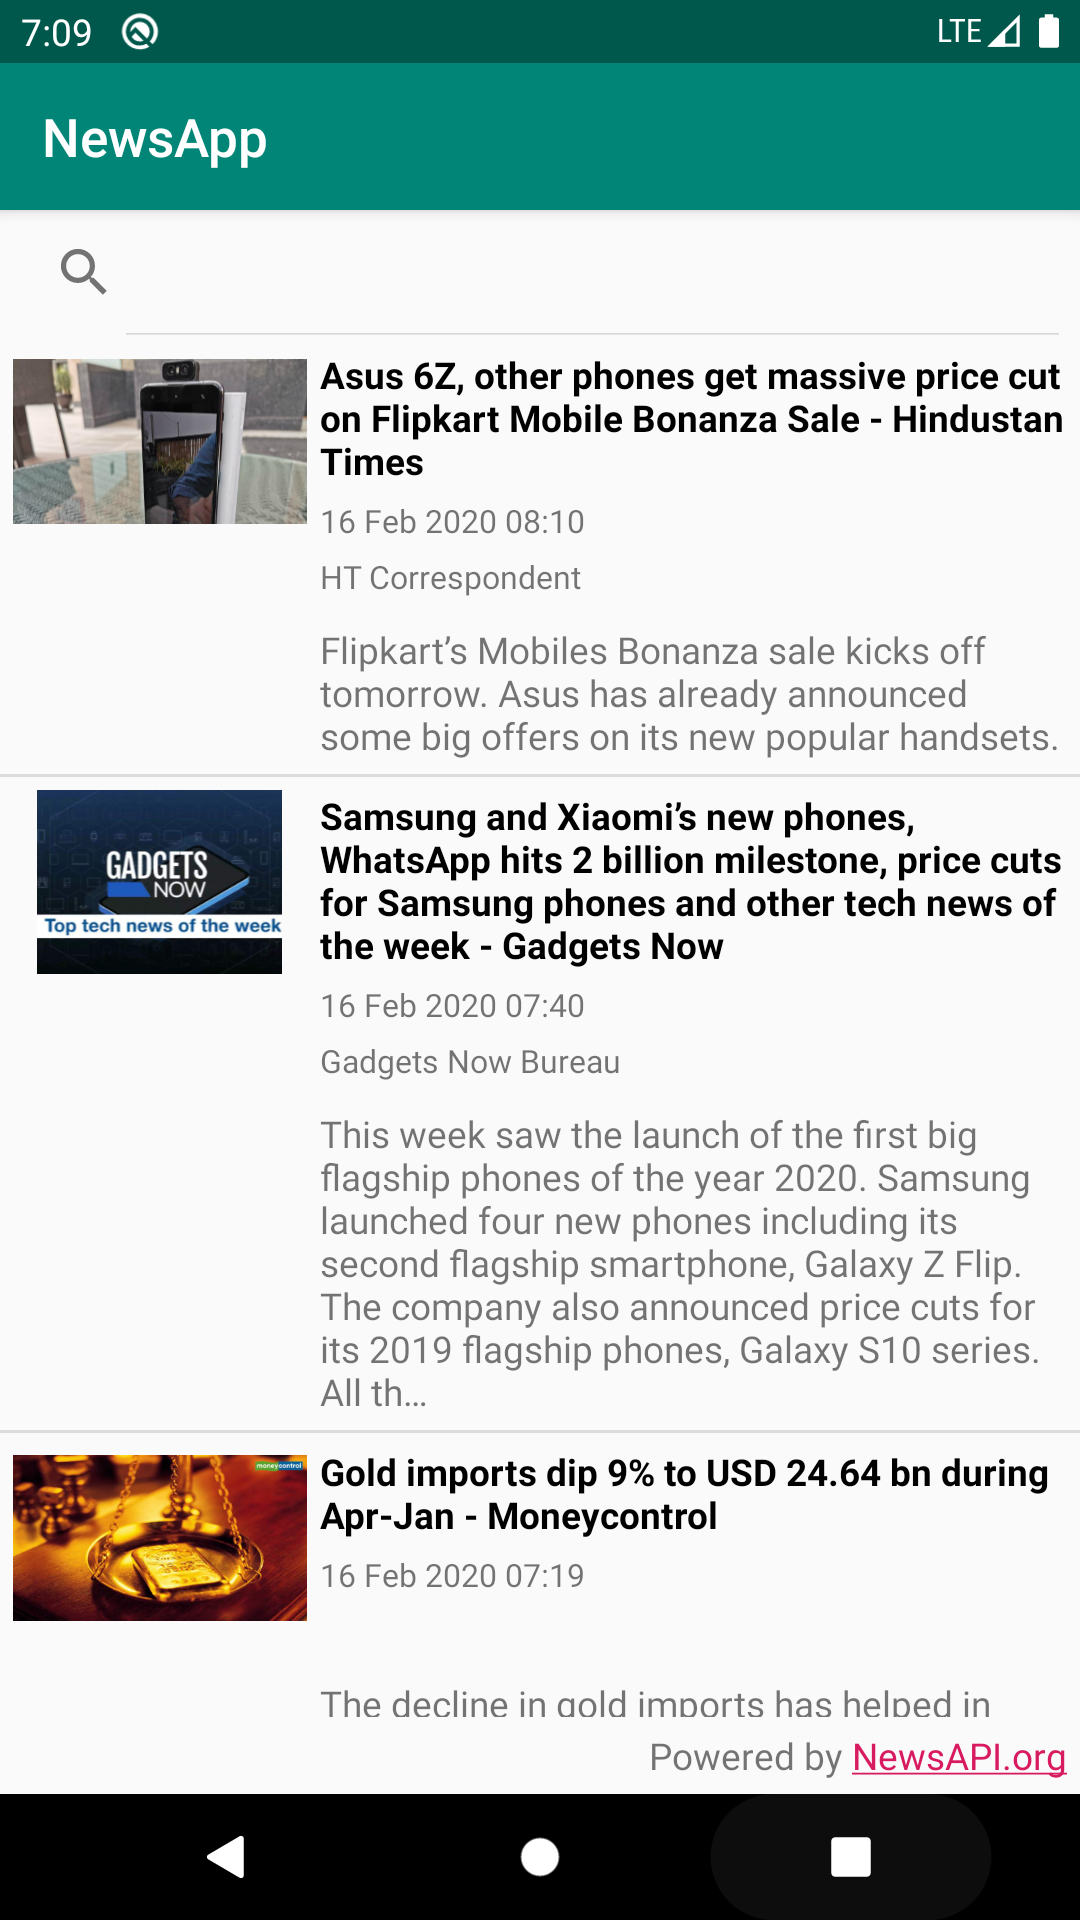 7:09
LTE
NewsApp
Asus 6Z, other phones get massive price cut
on Flipkart Mobile Bonanza Sale - Hindustan
Times
16 Feb 2020 08:10
HT Correspondent
Flipkart’s Mobiles Bonanza sale kicks off
tomorrow. Asus has already announced
some big offers on its new popular handsets.
GADGETS
NOW
Top tech news of the week
Samsung and Xiaomi’s new phones,
WhatsApp hits 2 billion milestone, price cuts
for Samsung phones and other tech news of
the week - Gadgets Now
16 Feb 2020 07:40
Gadgets Now Bureau
This week saw the launch of the first big
flagship phones of the year 2020. Samsung
launched four new phones including its
second flagship smartphone, Galaxy Z Flip.
The company also announced price cuts for
its 2019 flagship phones, Galaxy S10 series.
All th…
moneycontrol
Gold imports dip 9% to USD 24.64 bn during
Apr-Jan - Moneycontrol
16 Feb 2020 07:19
The decline in gold imports has helped in
Powered by NewsAPI.org